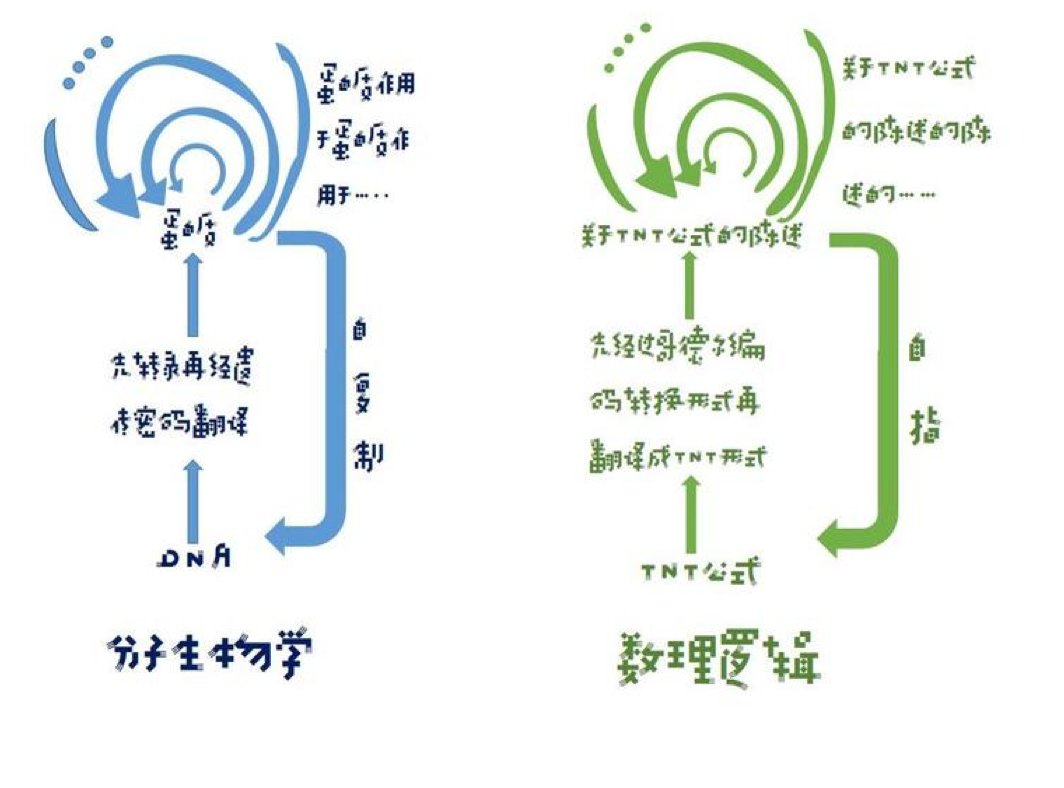 蛋白质作用
于蛋白质作
用于……
蛋白质
自
复
制
先转录再经遗
传密码翻译
DNA
分子生物学
关于TNT公式
的陈述的陈
述的……
关于TNT公式的陈述
先经过哥德尔编
码转换形式再
翻译成TNT形式
自
指
TNT公式
数理逻辑